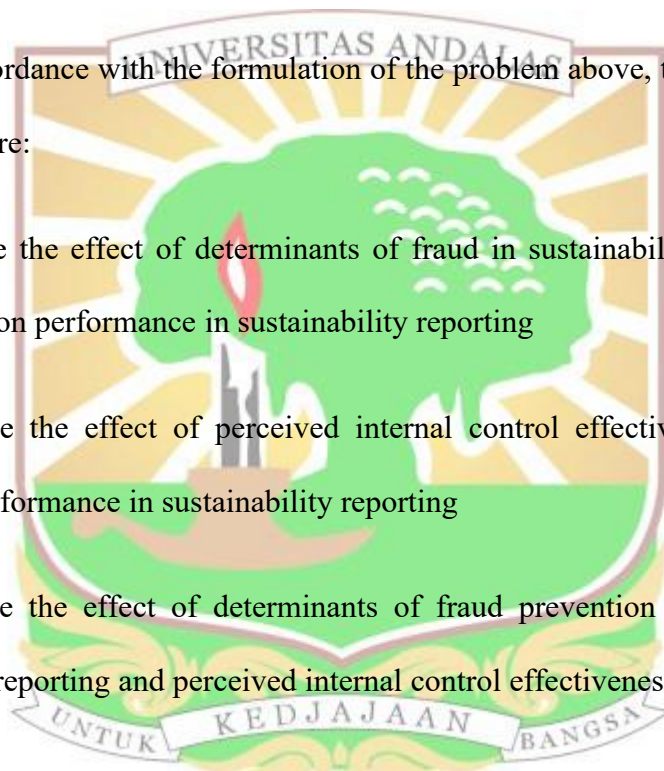 UNIVERSITAS ANDALAS
ordance with the formulation of the problem above, t
re:
e the effect of determinants of fraud in sustainabil
on performance in sustainability reporting
e the effect of perceived internal control effectiv
formance in sustainability reporting
e the effect of determinants of fraud prevention
reporting and perceived internal control effectivenes
UNTUK KEDJAJAAN BANGSA